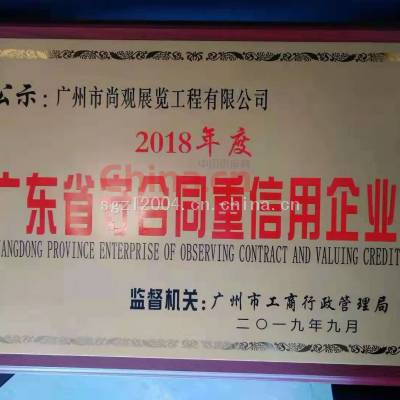 公示：广州市尚观展览工程有限公司
2018年度
广东省守合同重信用企业
UANGDONG PROVINCE ENTERPRISE OF OBSERVING CONTRACT AND VALUING CREDIT
监督机关：广州市工商行政管理局
二〇一九年九月
China.cn
sgzl2004.cn.china.cn